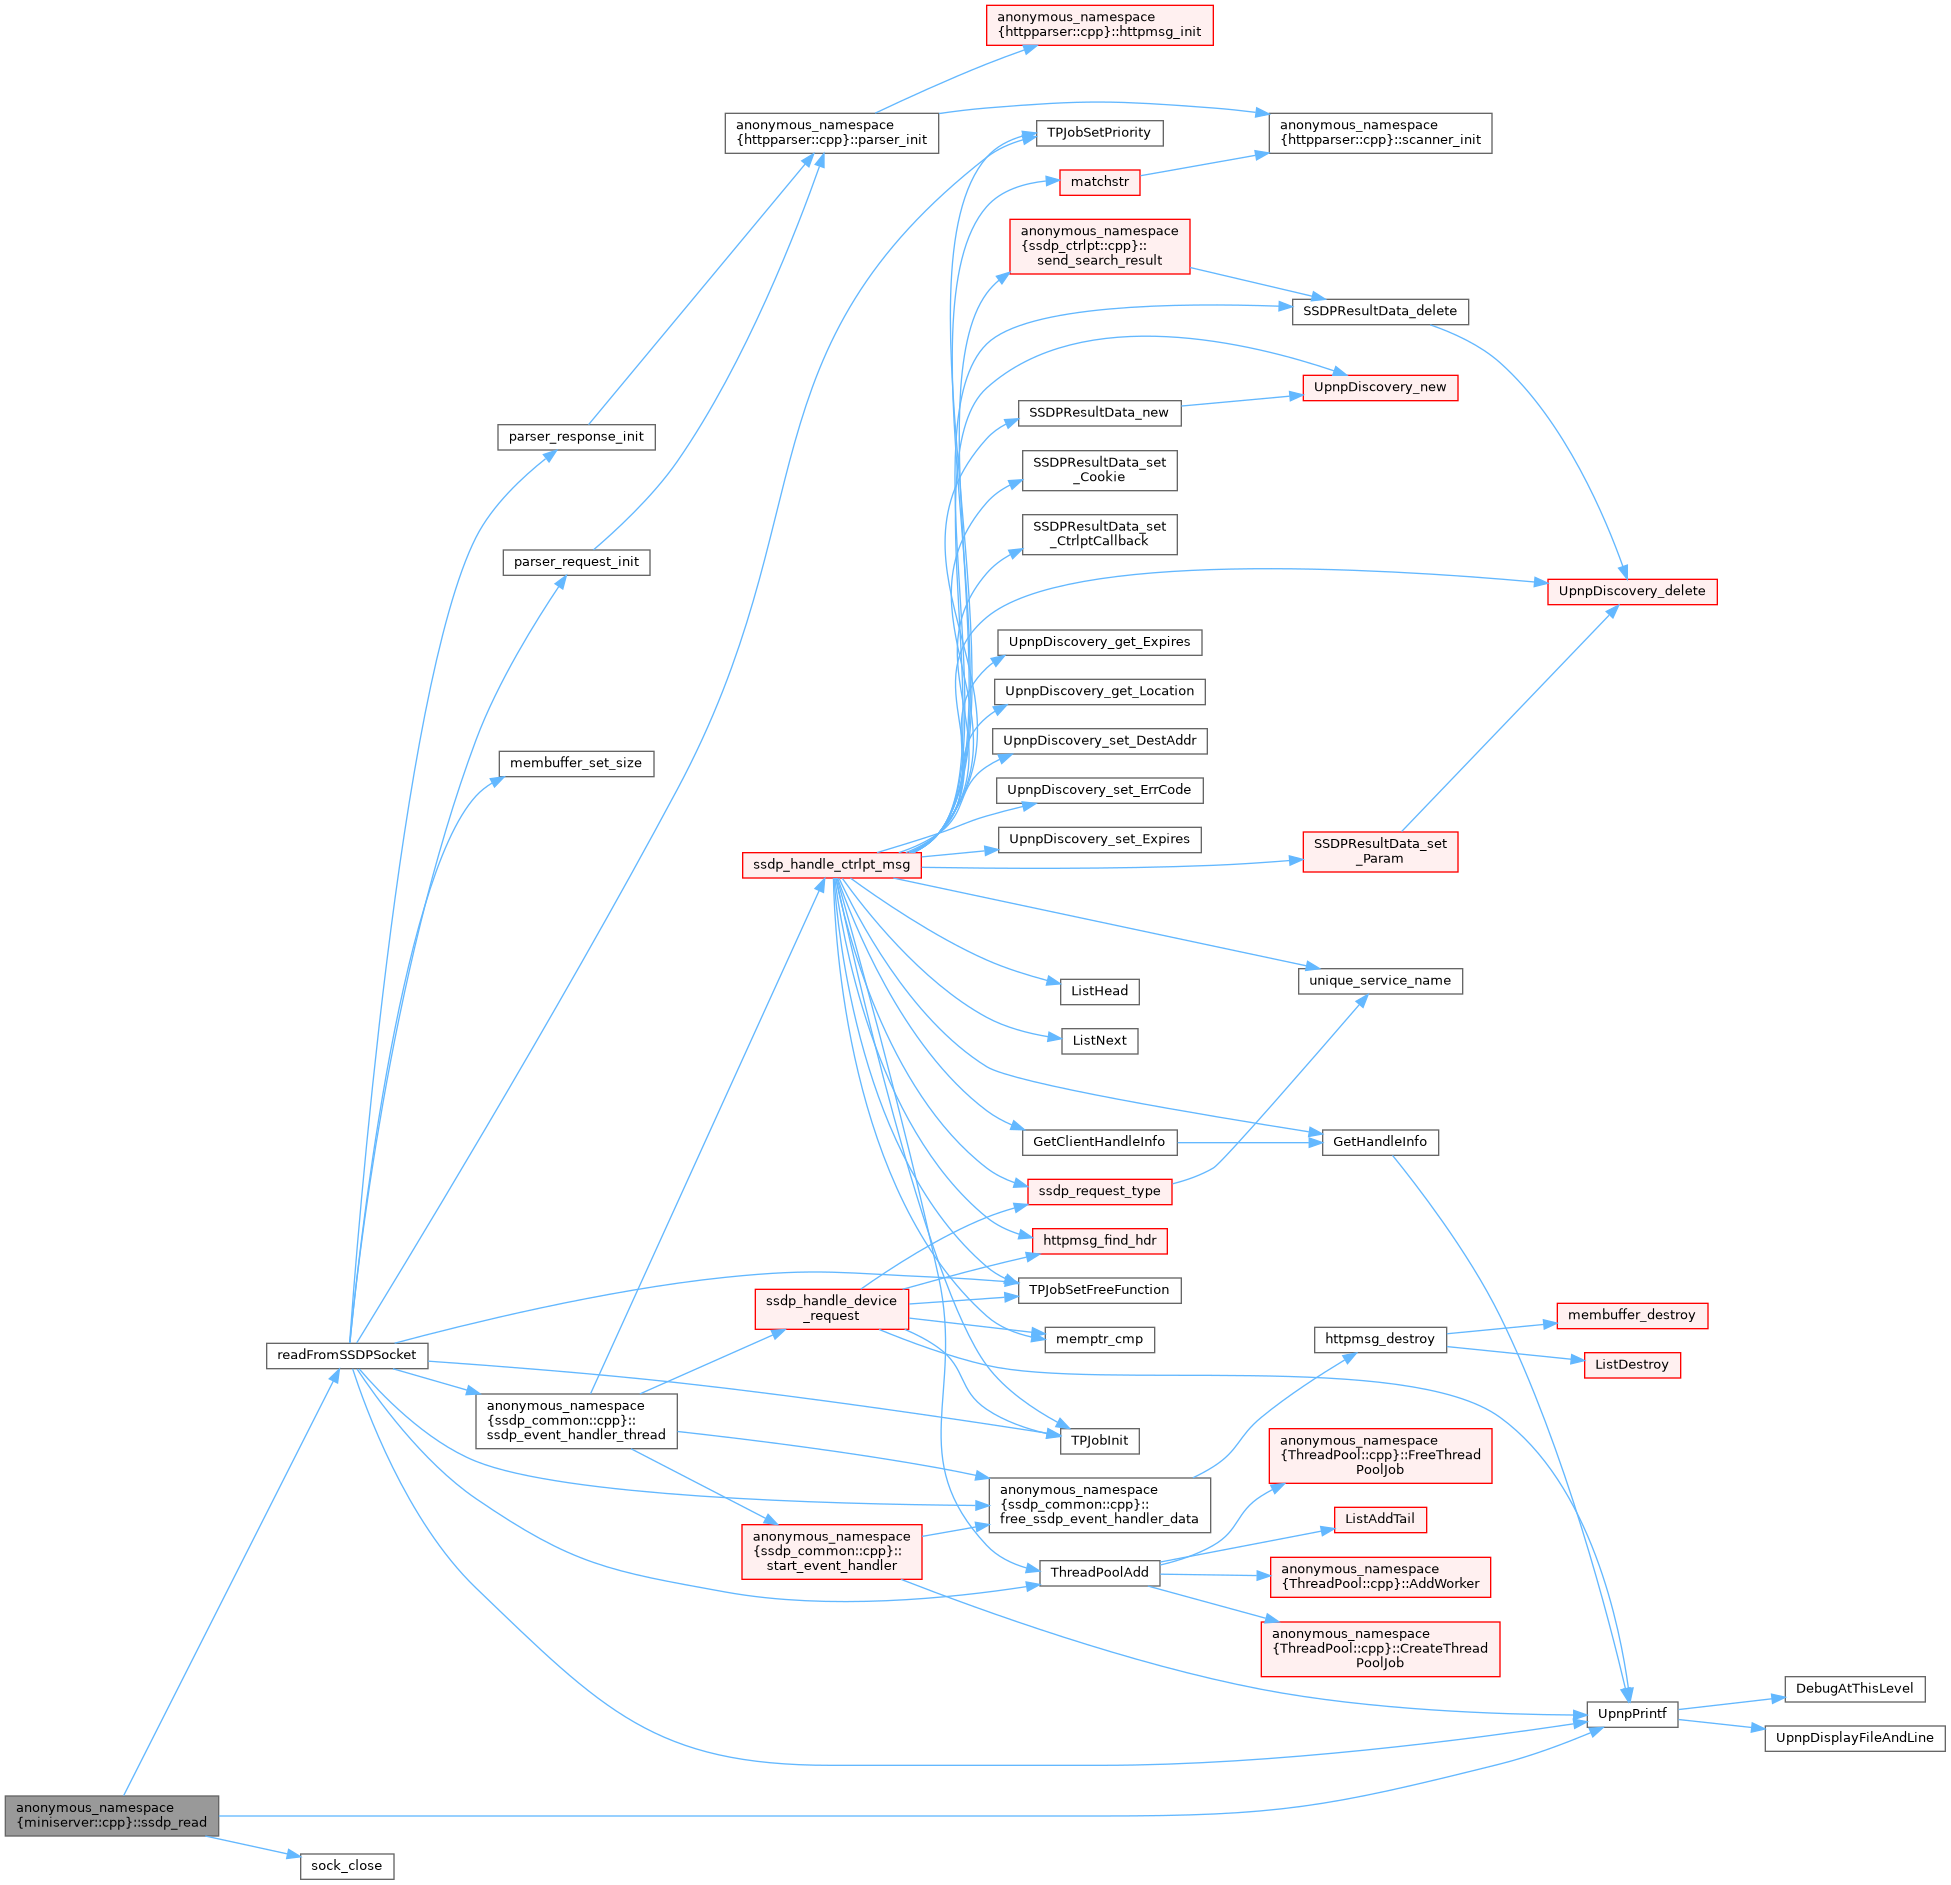 anonymous_namespace
{httpparser::cpp}::httpmsg_init
anonymous_namespace
{httpparser::cpp}::parser_init
anonymous_namespace
{httpparser::cpp}::scanner_init
TPJobSetPriority
matchstr
anonymous_namespace
{ssdp_ctrlpt::cpp}::
send_search_result
SSDPResultData_delete
UpnpDiscovery_new
SSDPResultData_new
parser_response_init
SSDPResultData_set
_Cookie
SSDPResultData_set
_CtrlptCallback
parser_request_init
UpnpDiscovery_delete
UpnpDiscovery_get_Expires
UpnpDiscovery_get_Location
UpnpDiscovery_set_DestAddr
membuffer_set_size
UpnpDiscovery_set_ErrCode
UpnpDiscovery_set_Expires
SSDPResultData_set
_Param
ssdp_handle_ctrlpt_msg
unique_service_name
ListHead
ListNext
GetClientHandleInfo
GetHandleInfo
ssdp_request_type
httpmsg_find_hdr
TPJobSetFreeFunction
ssdp_handle_device
_request
membuffer_destroy
memptr_cmp
httpmsg_destroy
readFromSSDPSocket
ListDestroy
anonymous_namespace
{ssdp_common::cpp}::
ssdp_event_handler_thread
TPJobInit
anonymous_namespace
{ThreadPool::cpp}::FreeThread
PoolJob
anonymous_namespace
{ssdp_common::cpp}::
free_ssdp_event_handler_data
ListAddTail
anonymous_namespace
{ssdp_common::cpp}::
start_event_handler
ThreadPoolAdd
anonymous_namespace
{ThreadPool::cpp}::AddWorker
anonymous_namespace
{ThreadPool::cpp}::CreateThread
PoolJob
DebugAtThisLevel
UpnpPrintf
UpnpDisplayFileAndLine
anonymous_namespace
{miniserver::cpp}::ssdp_read
sock_close